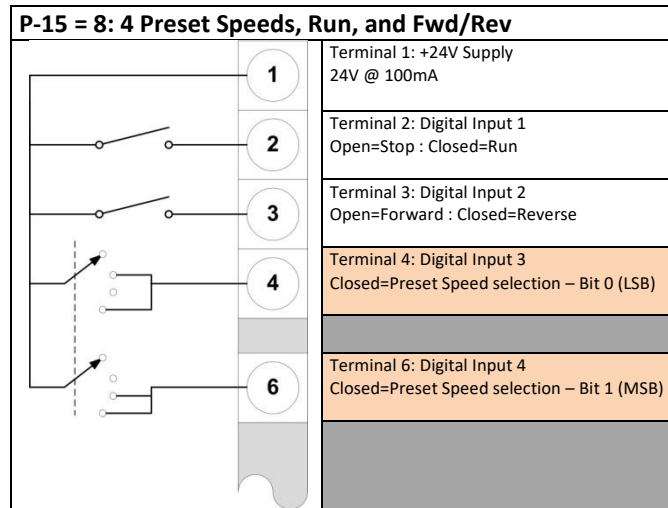 P-15 = 8: 4 Preset Speeds, Run, and Fwd/Rev
1
Terminal 1: +24V Supply
24V @ 100mA
2
Terminal 2: Digital Input 1
Open=Stop : Closed=Run
3
Terminal 3: Digital Input 2
Open=Forward : Closed=Reverse
4
Terminal 4: Digital Input 3
Closed=Preset Speed selection – Bit 0 (LSB)
6
Terminal 6: Digital Input 4
Closed=Preset Speed selection – Bit 1 (MSB)